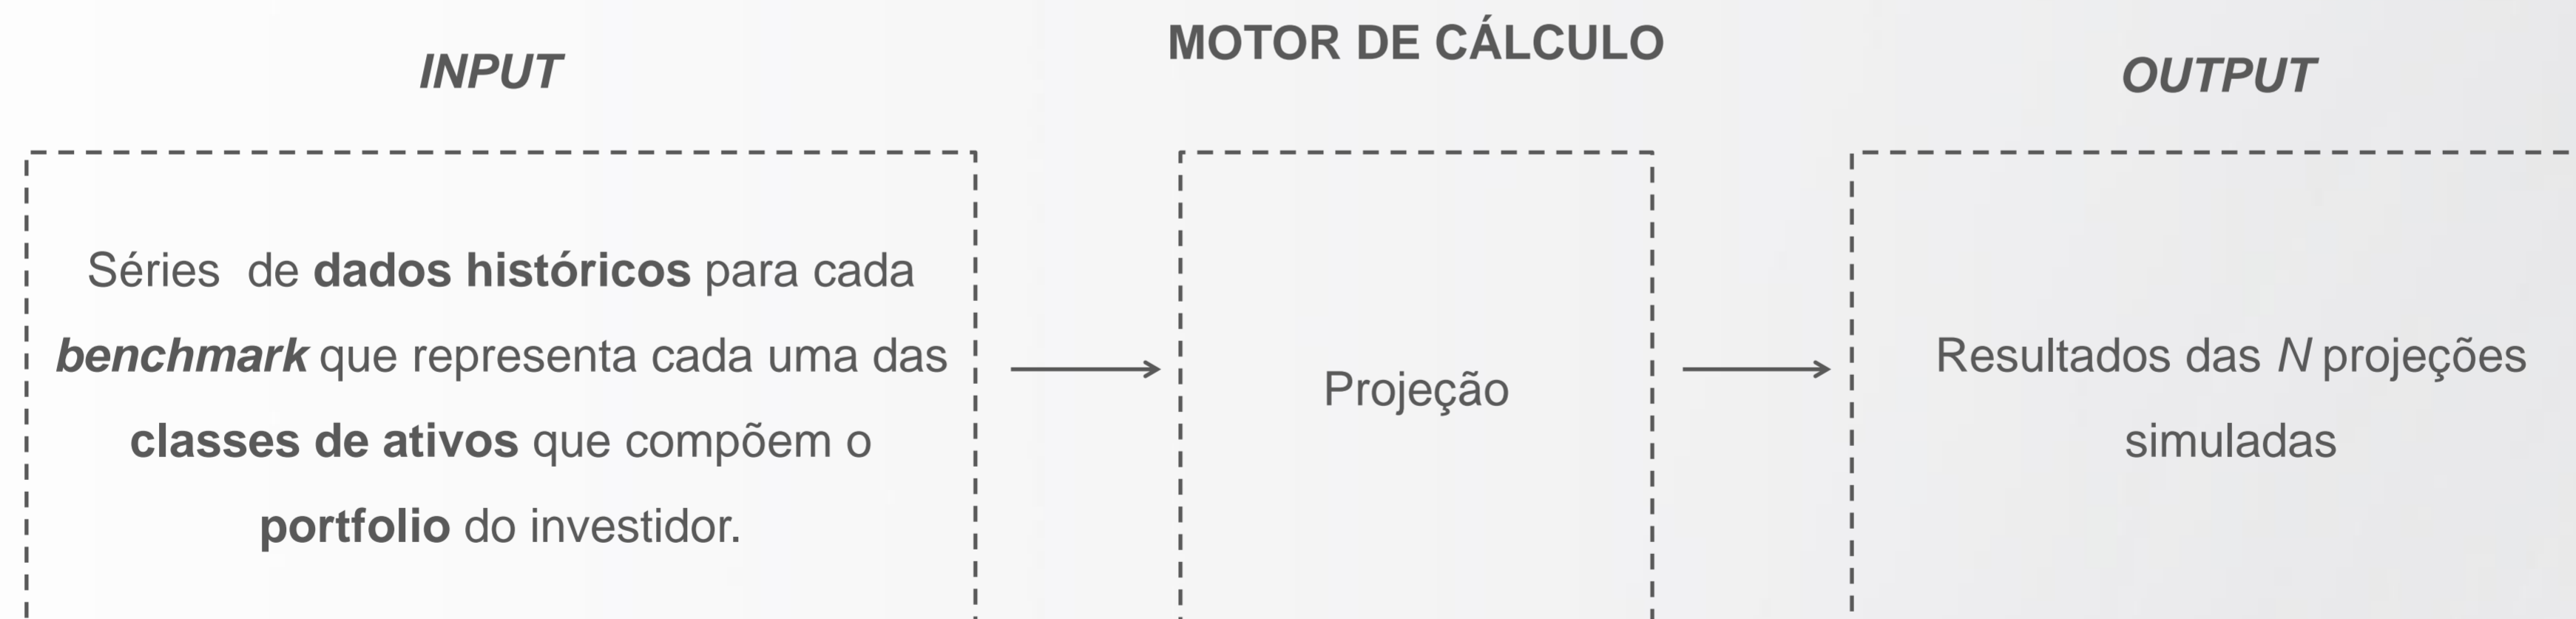 INPUT
Séries de dados históricos para cada
benchmark que representa cada uma das
classes de ativos que compõem o
portfolio do investidor.
MOTOR DE CÁLCULO
Projeção
OUTPUT
Resultados das N projeções
simuladas